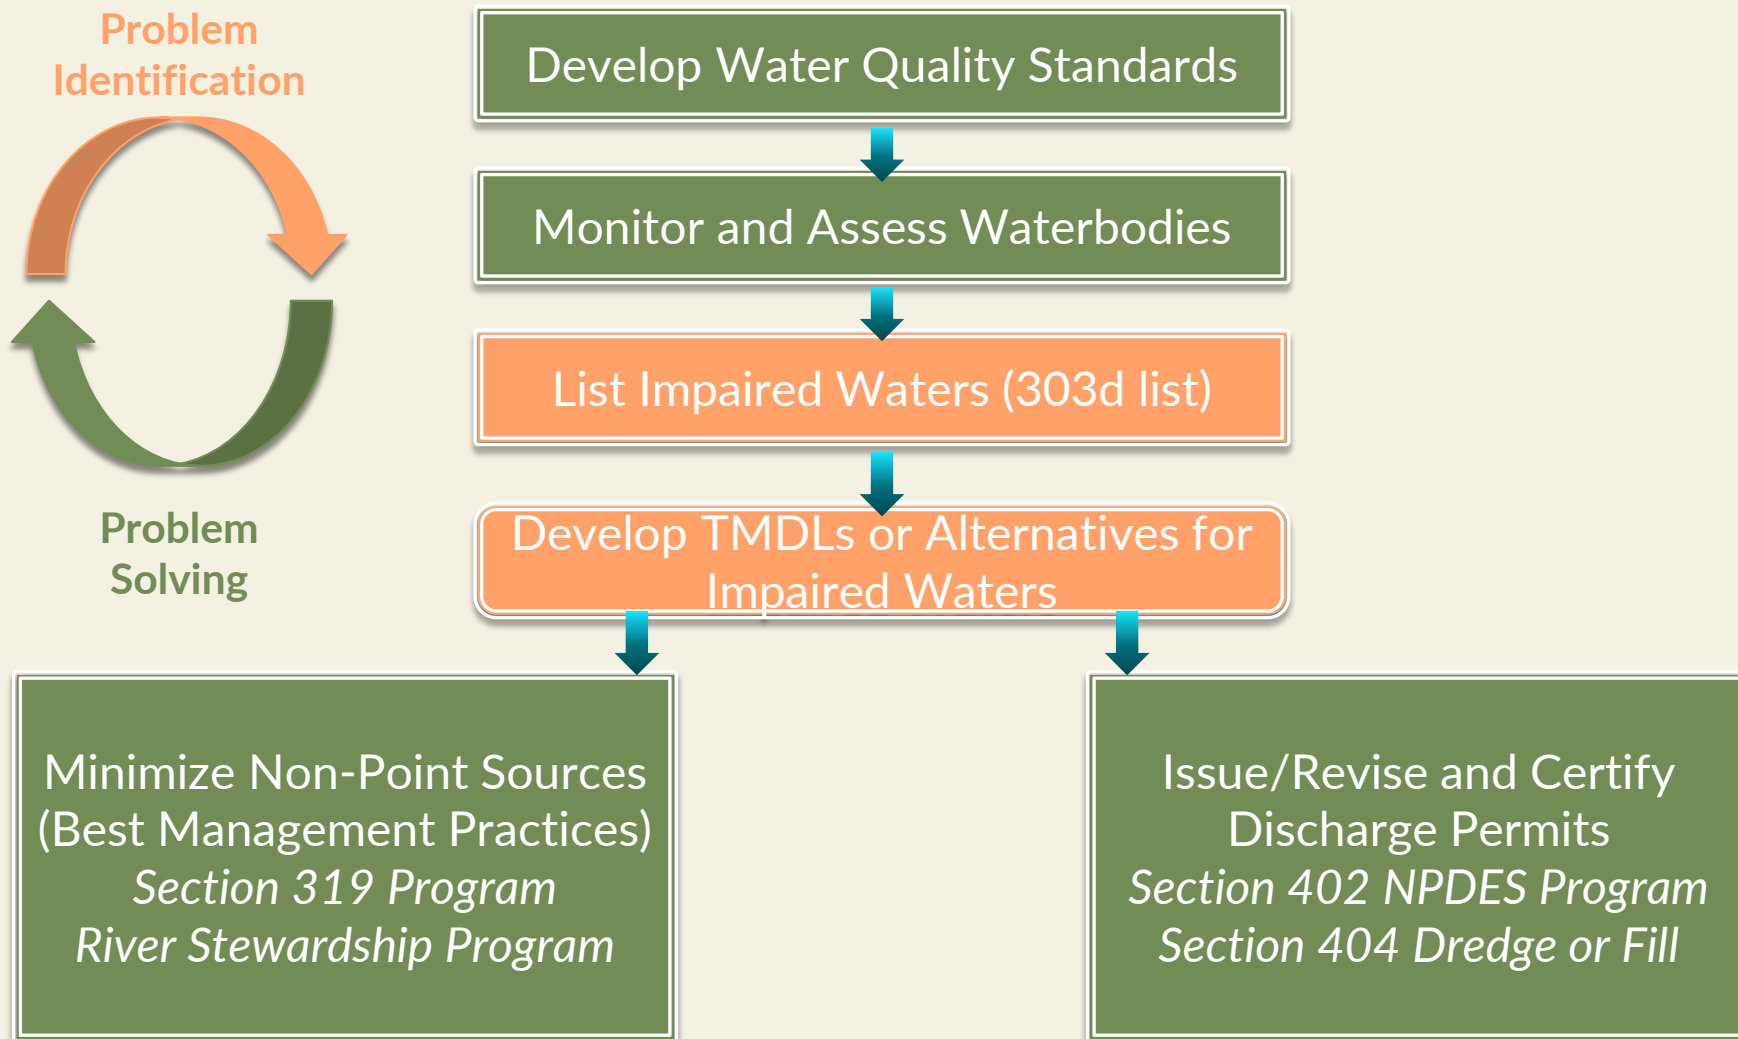 Problem
Identification
Problem
Solving
Develop Water Quality Standards
Monitor and Assess Waterbodies
List Impaired Waters (303d list)
Develop TMDLs or Alternatives for
Impaired Waters
Minimize Non-Point Sources
(Best Management Practices)
Section 319 Program
River Stewardship Program
Issue/Revise and Certify
Discharge Permits
Section 402 NPDES Program
Section 404 Dredge or Fill